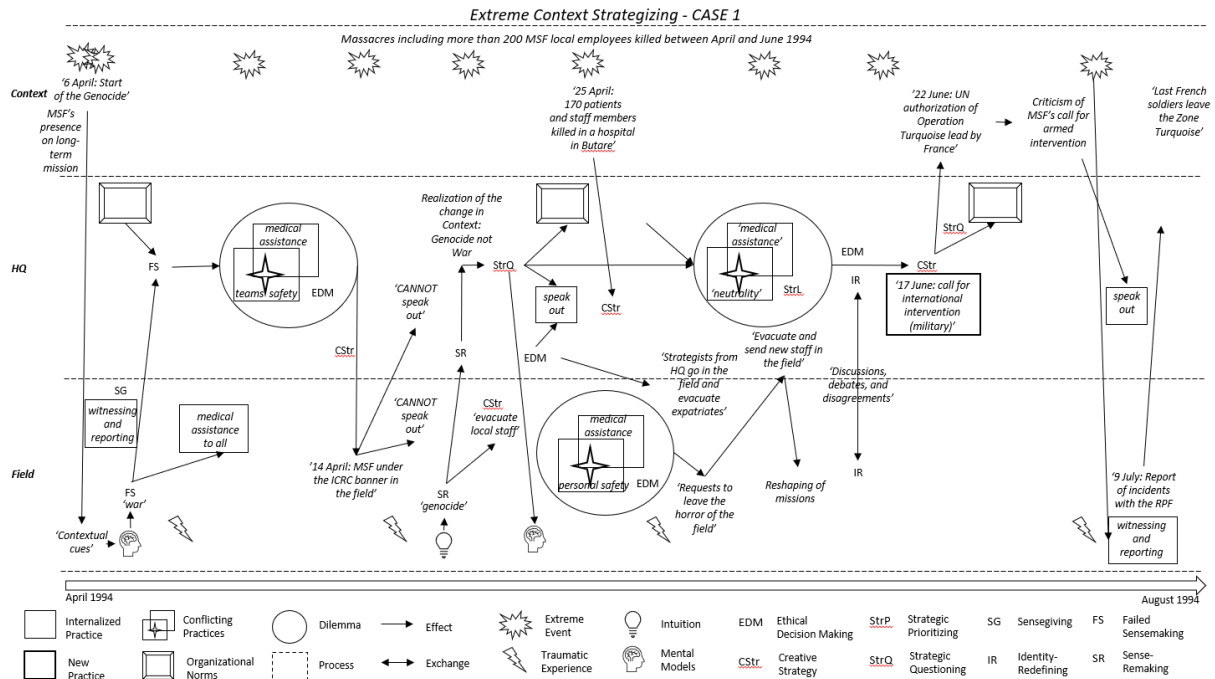 Extreme Context Strategizing - CASE 1
Massacres including more than 200 MSF local employees killed between April and June 1994
Context
'6 April: Start
of the Genocide'
MSF's
presence
on long-
term
mission
'25 April:
170 patients
and staff members
killed in a hospital
in Butare'
'22 June: UN
authorization of
Operation
Turquoise lead by
France'
Criticism of
MSF's call for
armed
intervention
'Last French
soldiers leave
the Zone
Turquoise'
HQ
FS
medical
assistance
teams' safety
EDM
CStr
'CANNOT
speak
out'
Realization of the
change in
Context:
Genocide not
War
StrQ
SR
speak
out
EDM
CStr
'Strategists from
HQ go in the
field and
evacuate
expatriates'
'medical
assistance'
'neutrality'
StrL
EDM
IR
'Evacuate and
send new staff in
the field'
'Discussions,
debates, and
disagreements'
IR
StrQ
CStr
'17 June: call for
international
intervention
(military)'
speak
out
Field
SG
witnessing
and
reporting
medical
assistance
to all
FS
'war'
'Contextual
cues'
'14 April: MSF under
the ICRC banner in
the field'
'CANNOT
speak
out'
CStr
'evacuate
local staff'
SR
'genocide'
medical
assistance
personal safety
EDM
'Requests to
leave the
horror of the
field'
Reshaping of
missions
'9 July: Report
of incidents
with the RPF'
witnessing
and
reporting
April 1994
August 1994
Internalized
Practice
Conflicting
Practices
Dilemma
Effect
Extreme
Event
Intuition
EDM
Ethical
Decision Making
StrP
Strategic
Prioritizing
SG
Sensegiving
FS
Failed
Sensemaking
New
Practice
Organizational
Norms
Process
Exchange
Traumatic
Experience
Mental
Models
CStr
Creative
Strategy
StrQ
Strategic
Questioning
IR
Identity-
Redefining
SR
Sense-
Remaking